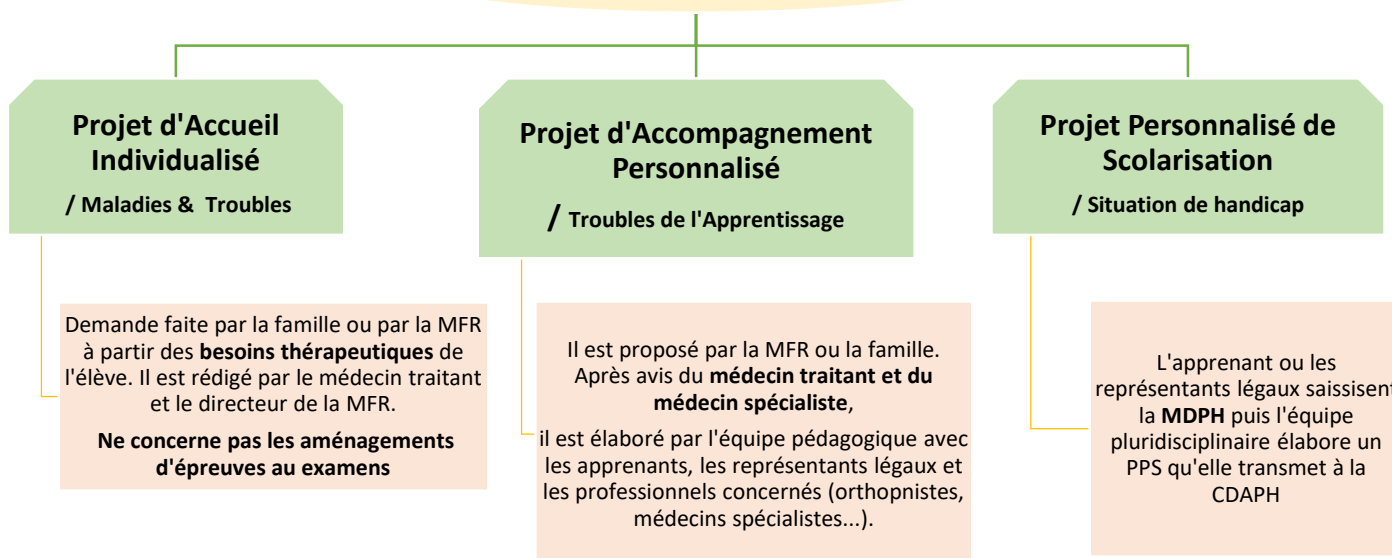 Projet d'Accueil
Individualisé
/ Maladies & Troubles
Demande faite par la famille ou par la MFR
à partir des besoins thérapeutiques de
l'élève. Il est rédigé par le médecin traitant
et le directeur de la MFR.
Ne concerne pas les aménagements
d'épreuves au examens
Projet d'Accompagnement
Personnalisé
/ Troubles de l'Apprentissage
Il est proposé par la MFR ou la famille.
Après avis du médecin traitant et du
médecin spécialiste,
il est élaboré par l'équipe pédagogique avec
les apprenants, les représentants légaux et
les professionnels concernés (orthopnistes,
médecins spécialistes...).
Projet Personnalisé de
Scolarisation
/ Situation de handicap
L'apprenant ou les
représentants légaux saisissent
la MDPH puis l'équipe
pluridisciplinaire élabore un
PPS qu'elle transmet à la
CDAPH